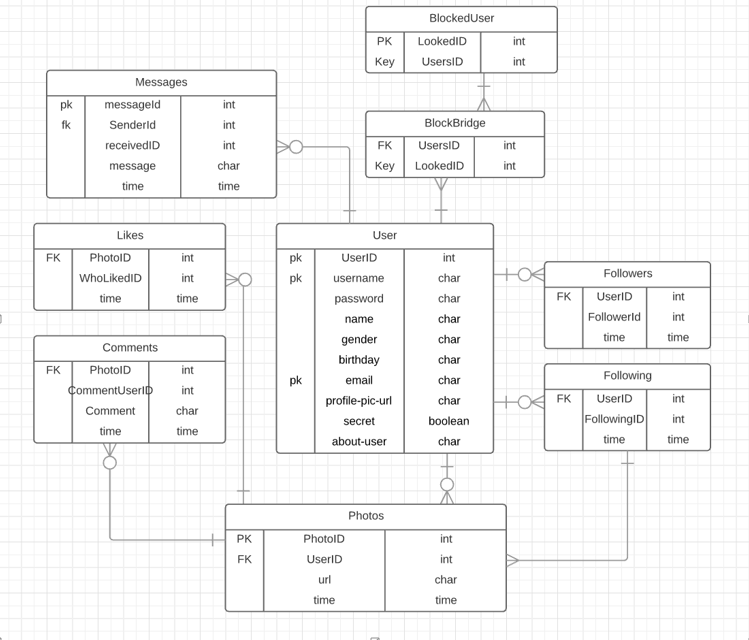 BlockedUser
PK LookedID int
Key UsersID int
Messages
pk messageId int
fk SenderId int
receivedID int
message char
time time
BlockBridge
FK UsersID int
Key LookedID int
Likes
FK PhotoID int
WhoLikedID int
time time
User
pk UserID int
pk username char
password char
name char
gender char
birthday char
pk email char
profile-pic-url char
secret boolean
about-user char
Followers
FK UserID int
FollowerId int
time time
Comments
FK PhotoID int
CommentUserID int
Comment char
time time
Following
FK UserID int
FollowingID int
time time
Photos
PK PhotoID int
FK UserID int
url char
time time